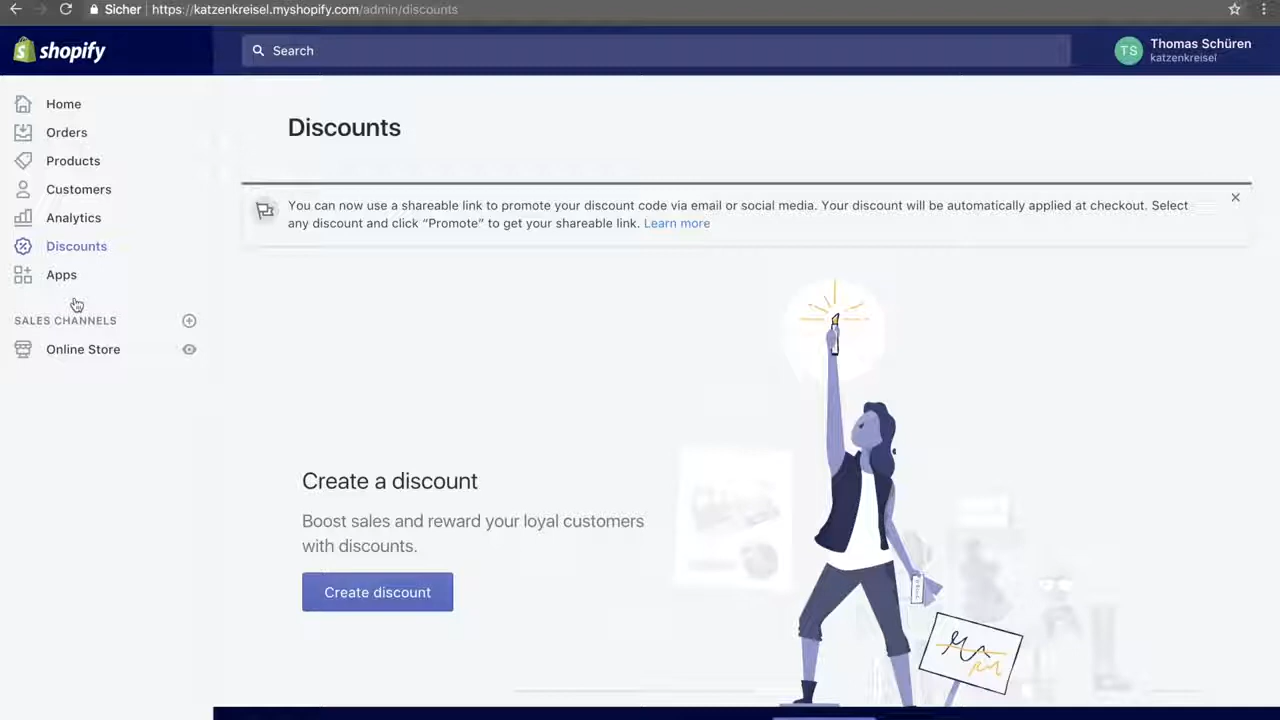 Sicher | https://katzenkreisel.myshopify.com/admin/discounts
shopify
Search
TS
Thomas Schüren
katzenkreisel
Home
Orders
Products
Customers
Analytics
Discounts
Apps
SALES CHANNELS
Online Store
Discounts
You can now use a shareable link to promote your discount code via email or social media. Your discount will be automatically applied at checkout. Select
any discount and click “Promote” to get your shareable link. Learn more
Create a discount
Boost sales and reward your loyal customers
with discounts.
Create discount